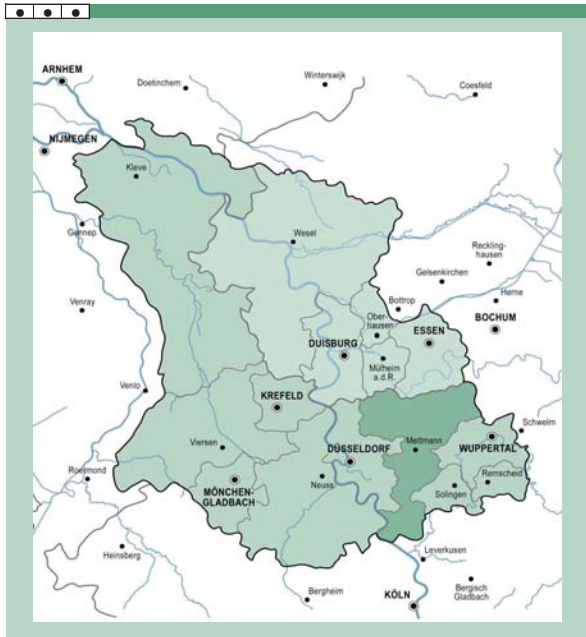 ARNHEM
Doetinchem
Winterswijk
Coesfeld
NIJMEGEN
Kleve
Gennep
Wesel
Reckling-
hausen
Gelsenkirchen
Herne
Venray
Bottrop
Ober-
hausen
ESSEN
BOCHUM
DUISBURG
Mülheim
a.d.R.
Venlo
KREFELD
Schwelm
Viersen
Mettmann
WUPPERTAL
DÜSSELDORF
Roermond
Neuss
Remscheid
MÖNCHEN-
GLADBACH
Solingen
Heinsberg
Leverkusen
Bergheim
KÖLN
Bergisch
Gladbach